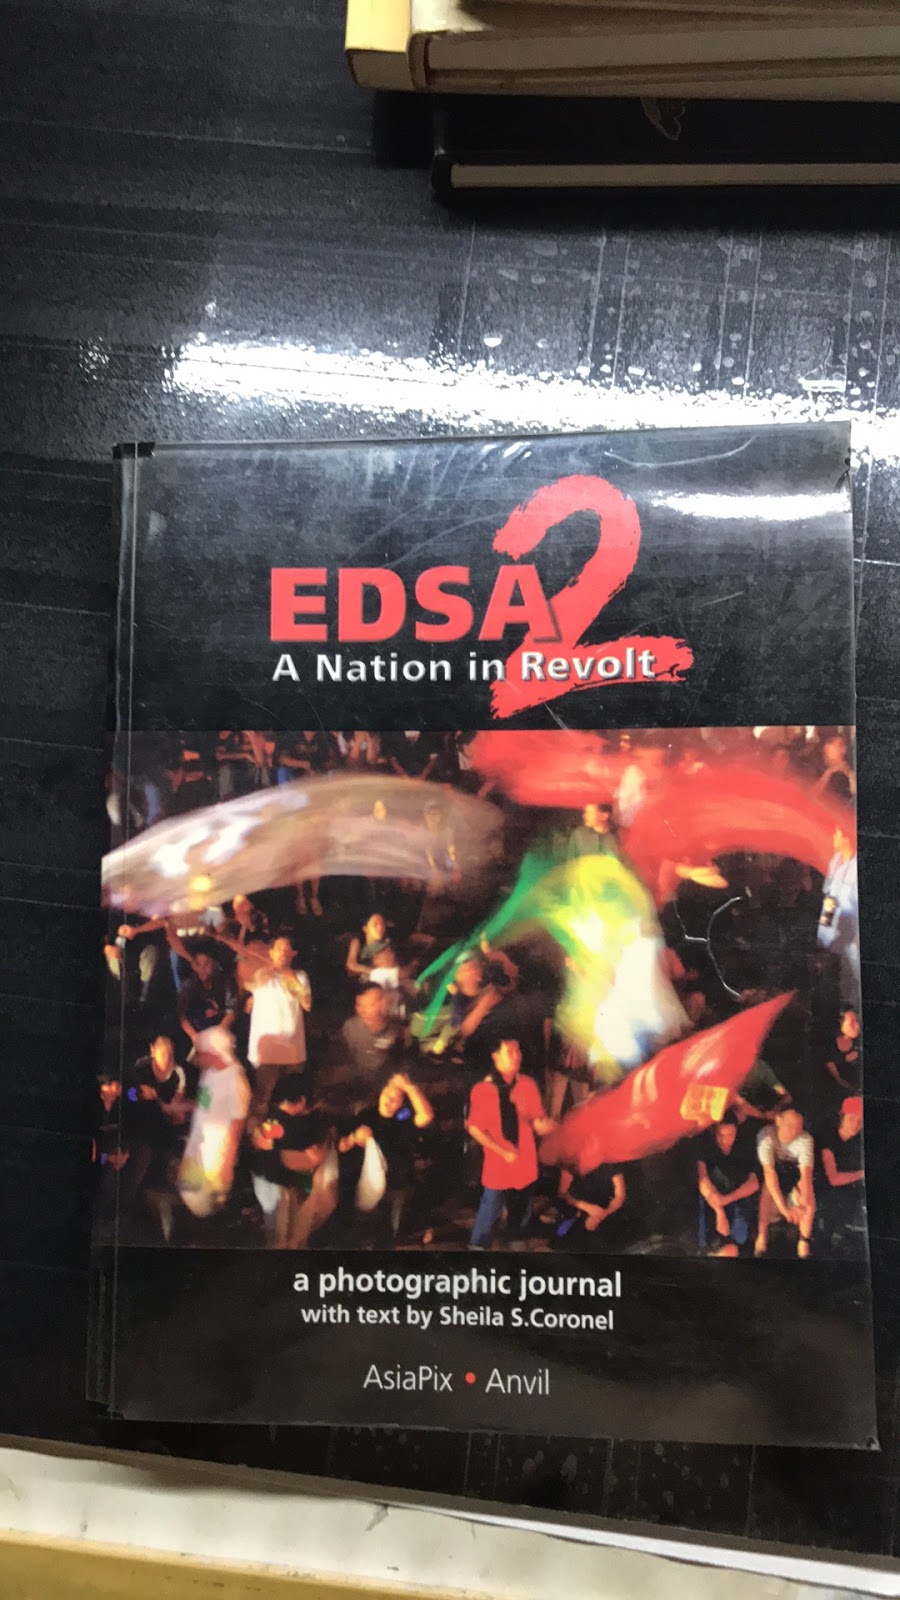 EDSA 2
A Nation in Revolt
a photographic journal
with text by Sheila S.Coronel
AsiaPix • Anvil